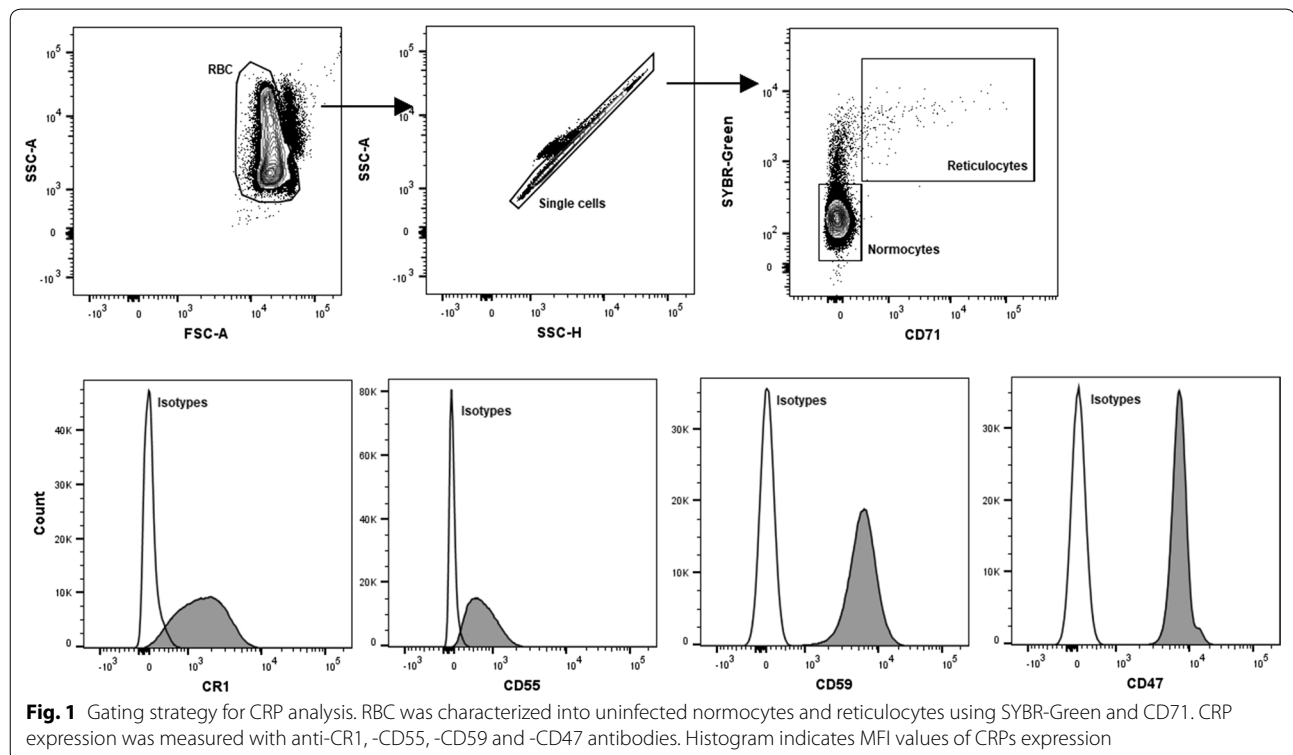 10^5
10^4
10^3
0
-10^3
SSC-A
RBC
-10^3 0 10^3 10^4 10^5
FSC-A
10^5
10^4
10^3
0
-10^3
SSC-A
Single cells
-10^3 0 10^3 10^4 10^5
SSC-H
10^4
10^3
10^2
0
SYBR-Green
Reticulocytes
Normocytes
-10^3 0 10^3 10^4 10^5
CD71
Count
40K
30K
20K
10K
0
Isotypes
-10^3 0 10^3 10^4 10^5
CR1
80K
60K
40K
20K
0
Isotypes
-10^3 0 10^3 10^4 10^5
CD55
30K
20K
10K
0
Isotypes
-10^3 0 10^3 10^4 10^5
CD59
30K
20K
10K
0
Isotypes
-10^3 0 10^3 10^4 10^5
CD47
Fig. 1 Gating strategy for CRP analysis. RBC was characterized into uninfected normocytes and reticulocytes using SYBR-Green and CD71. CRP
expression was measured with anti-CR1, -CD55, -CD59 and -CD47 antibodies. Histogram indicates MFI values of CRPs expression